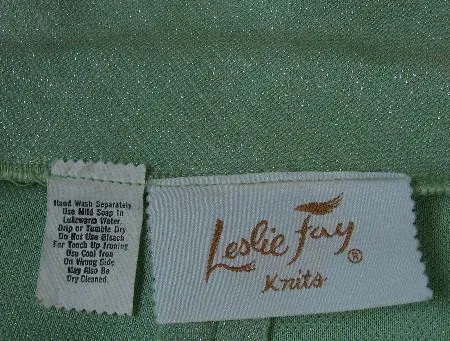 Hand Wash Separately
Use Mild Soap In
Lukewarm Water.
Drip or Tumble Dry
Do Not Use Bleach
For Touch Up Ironing
Use Cool Iron
On Wrong Side
May Also Be
Dry Cleaned.
Leslie Fay ®
Knits